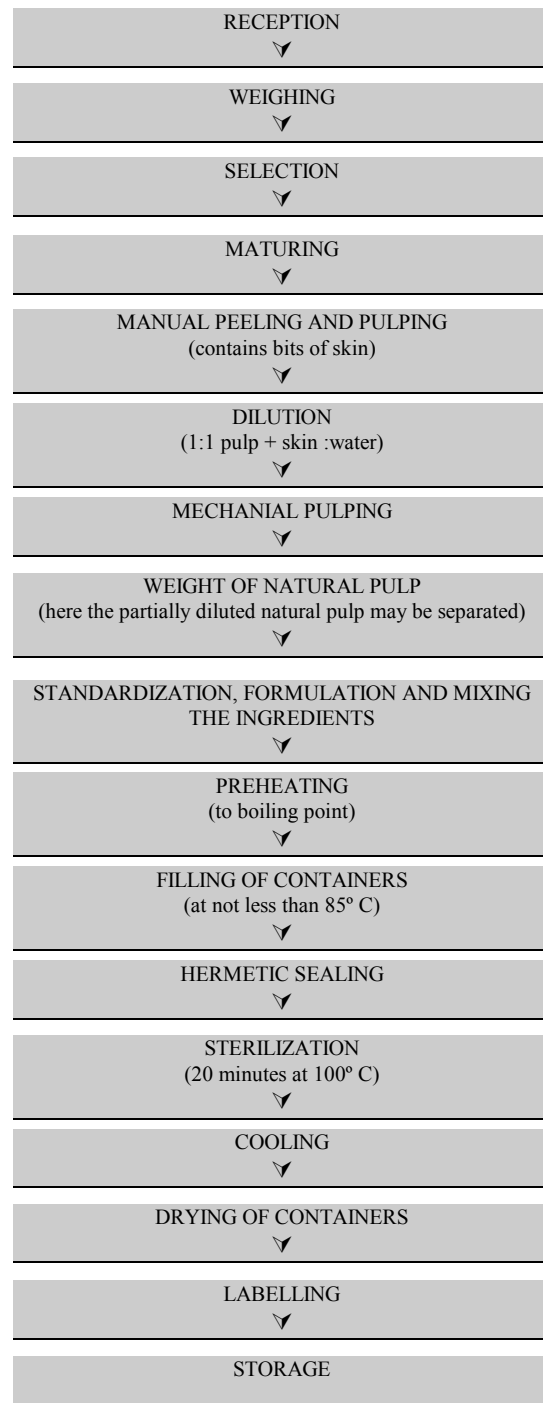 RECEPTION
WEIGHING
SELECTION
MATURING
MANUAL PEELING AND PULPING
(contains bits of skin)
DILUTION
(1:1 pulp + skin :water)
MECHANIAL PULPING
WEIGHT OF NATURAL PULP
(here the partially diluted natural pulp may be separated)
STANDARDIZATION, FORMULATION AND MIXING
THE INGREDIENTS
PREHEATING
(to boiling point)
FILLING OF CONTAINERS
(at not less than 85º C)
HERMETIC SEALING
STERILIZATION
(20 minutes at 100º C)
COOLING
DRYING OF CONTAINERS
LABELLING
STORAGE